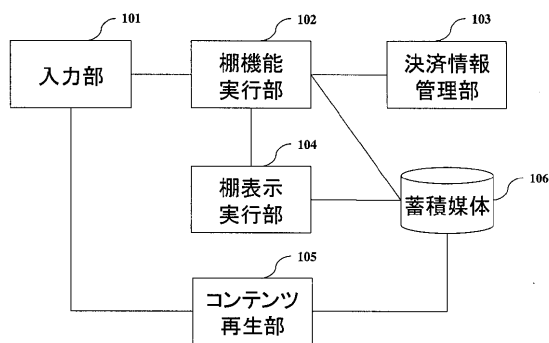 101
入力部
102
棚機能
実行部
103
決済情報
管理部
104
棚表示
実行部
106
蓄積媒体
105
コンテンツ
再生部